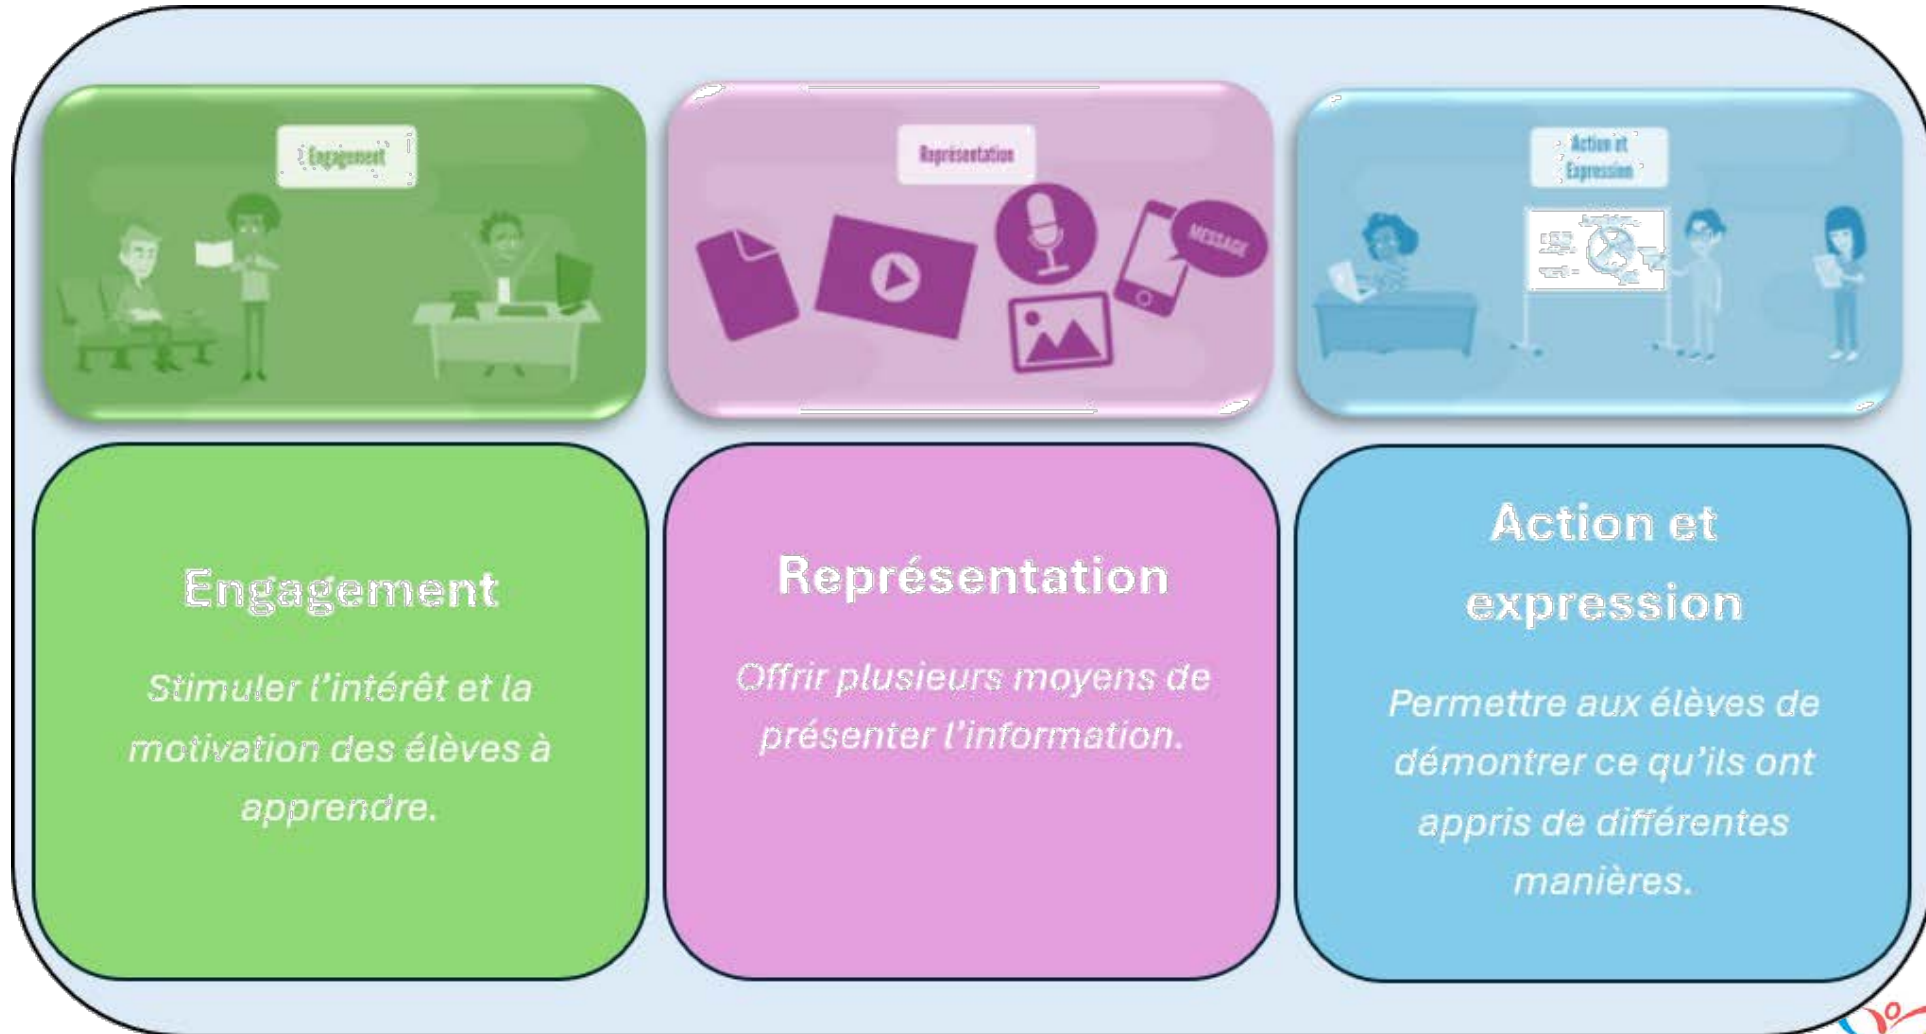 Engagement
Représentation
Action et
Expression
MESSAGE
Engagement
Stimuler l'intérêt et la
motivation des élèves à
apprendre.
Représentation
Offrir plusieurs moyens de
présenter l'information.
Action et
expression
Permettre aux élèves de
démontrer ce qu'ils ont
appris de différentes
manières.